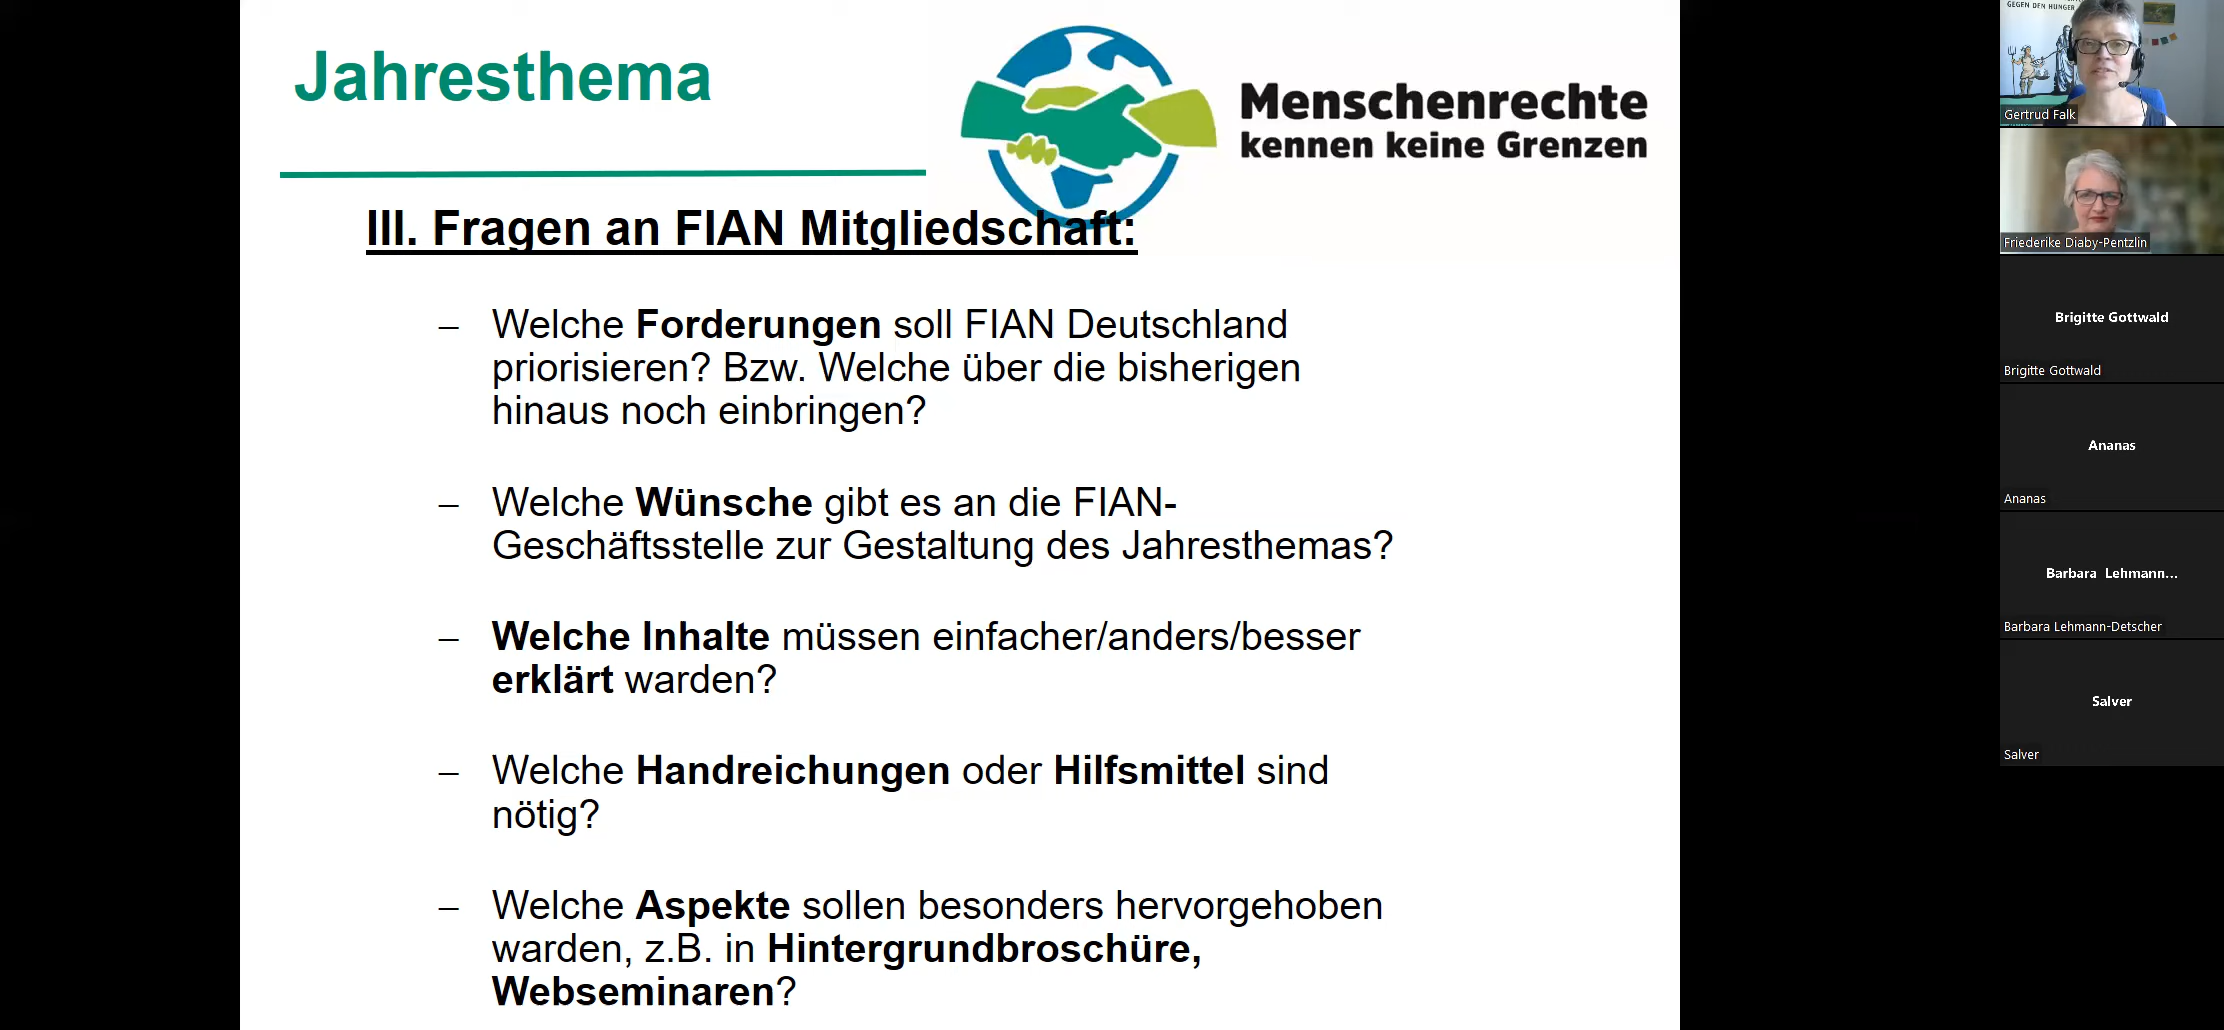 Jahresthema
Menschenrechte
kennen keine Grenzen
III. Fragen an FIAN Mitgliedschaft:
– Welche Forderungen soll FIAN Deutschland
priorisieren? Bzw. Welche über die bisherigen
hinaus noch einbringen?
– Welche Wünsche gibt es an die FIAN-
Geschäftsstelle zur Gestaltung des Jahresthemas?
– Welche Inhalte müssen einfacher/anders/besser
erklärt warden?
– Welche Handreichungen oder Hilfsmittel sind
nötig?
– Welche Aspekte sollen besonders hervorgehoben
warden, z.B. in Hintergrundbroschüre,
Webseminaren?
GEGEN DEN HUNGER
Gertrud Falk
Friederike Diaby-Pentzlin
Brigitte Gottwald
Brigitte Gottwald
Ananas
Ananas
Barbara Lehmann...
Barbara Lehmann-Detscher
Salver
Salver